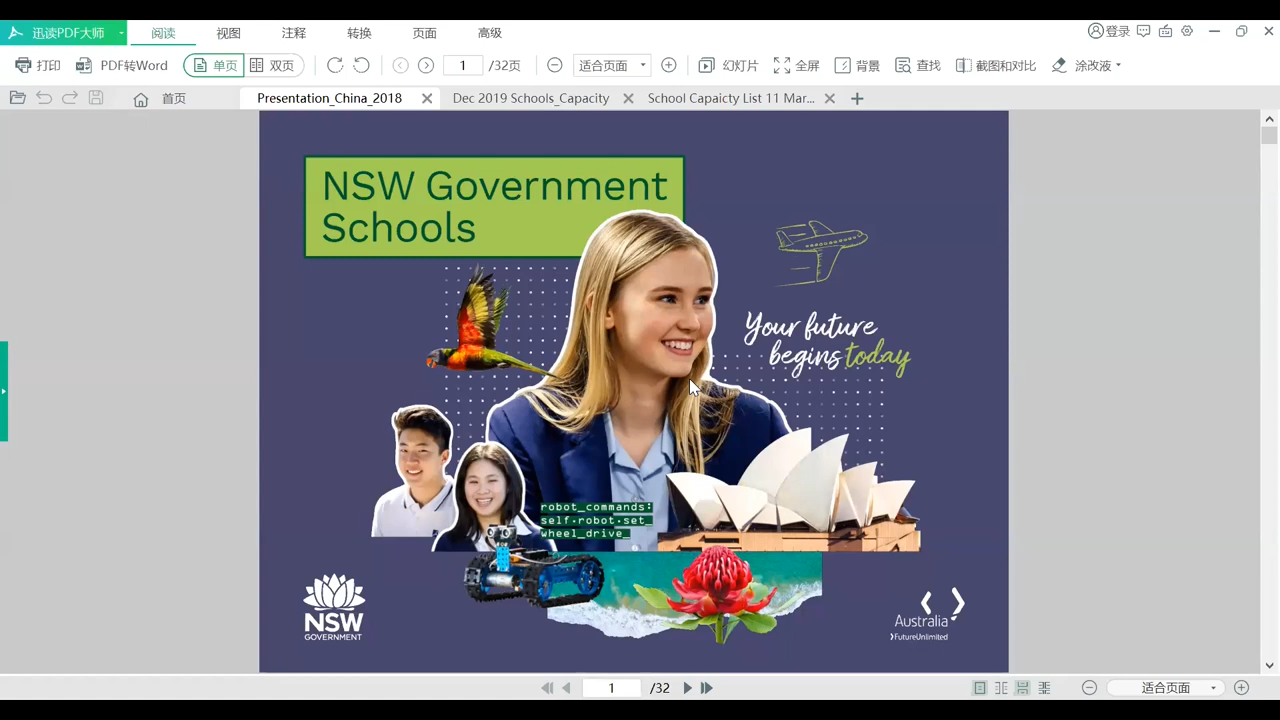 迅读PDF大师
阅读 视图 注释 转换 页面 高级
登录
打印 PDF转Word 单页 双页 1 /32页 适合页面 幻灯片 全屏 背景 查找 截图和对比 涂改液
首页 Presentation_China_2018 Dec 2019 Schools_Capacity School Capaicty List 11 Mar...
NSW Government
Schools
Your future
begins today
robot_commands:
self.robot.set_
wheel_drive_
NSW
GOVERNMENT
Australia
FutureUnlimited
1 /32 适合页面